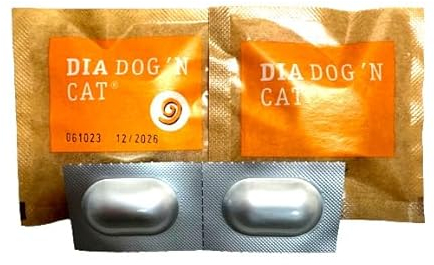 DIA DOG 'N
CAT®
061023 12/2026
DIA DOG 'N
CAT